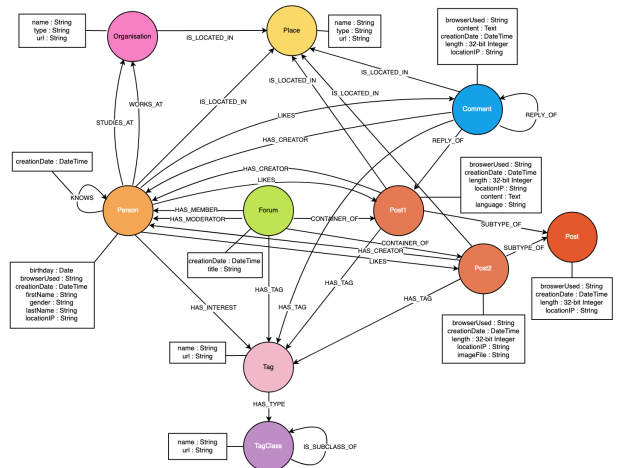 browserUsed : String
content : Text
creationDate : DateTime
length : 32-bit Integer
locationIP : String
name : String
type : String
url : String
Organisation
IS_LOCATED_IN
Place
name : String
type : String
url : String
IS_LOCATED_IN
IS_LOCATED_IN
IS_LOCATED_IN
IS_LOCATED_IN
Comment
REPLY_OF
WORKS_AT
STUDIES_AT
LIKES
HAS_CREATOR
REPLY_OF
creationDate : DateTime
KNOWS
Person
HAS_CREATOR
LIKES
HAS_MEMBER
HAS_MODERATOR
Forum
CONTAINER_OF
Post1
broswerUsed : String
creationDate : DateTime
length : 32-bit Integer
locationIP : String
content : Text
language : String
SUBTYPE_OF
Post
CONTAINER_OF
HAS_CREATOR
LIKES
SUBTYPE_OF
Post2
creationDate : DateTime
title : String
birthday : Date
browserUsed : String
creationDate : DateTime
firstName : String
gender : String
lastName : String
locationIP : String
HAS_INTEREST
HAS_TAG
HAS_TAG
HAS_TAG
HAS_TAG
browserUsed : String
creationDate : DateTime
length : 32-bit Integer
locationIP : String
browserUsed : String
creationDate : DateTime
length : 32-bit Integer
locationIP : String
imageFile : String
name : String
url : String
Tag
HAS_TYPE
name : String
url : String
TagClass
IS_SUBCLASS_OF